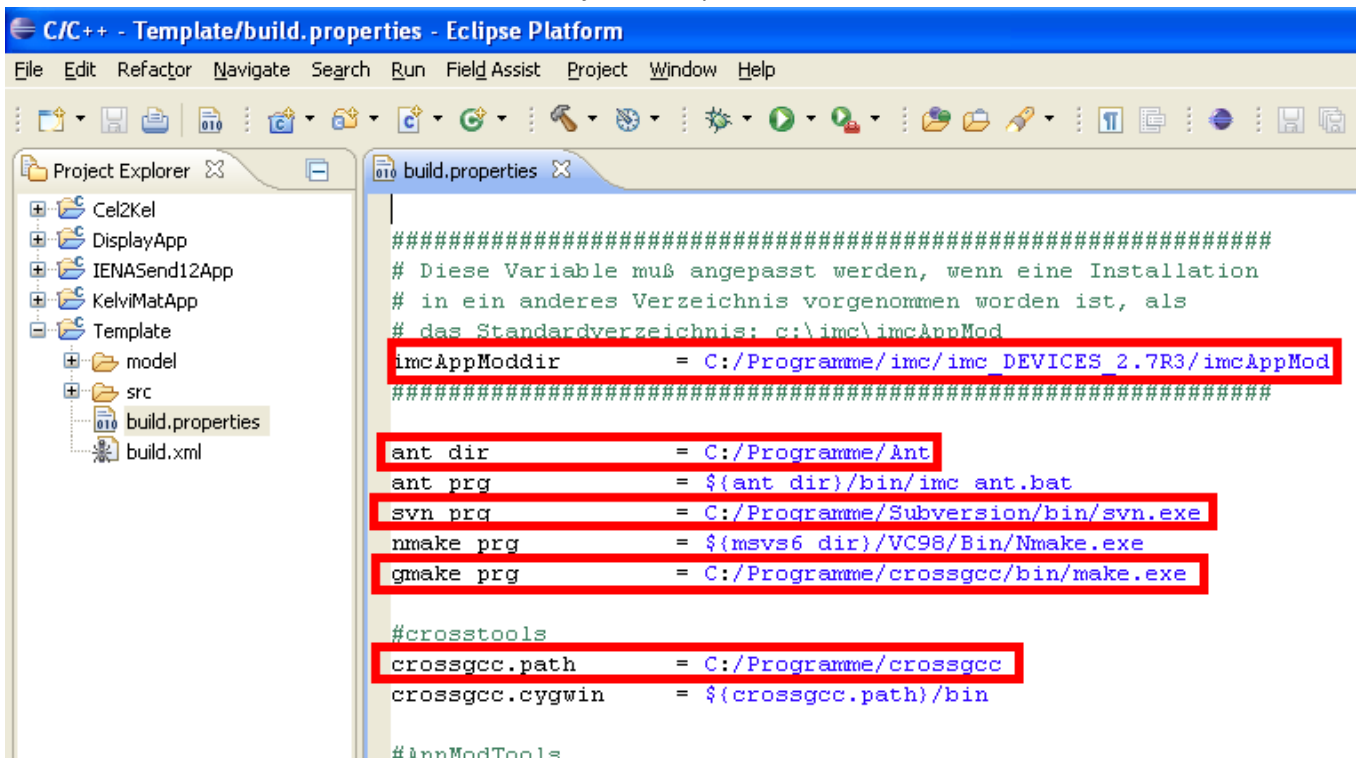 C/C++ - Template/build.properties - Eclipse Platform
File Edit Refactor Navigate Search Run Field Assist Project Window Help
Project Explorer
Cel2Kel
DisplayApp
IENASend12App
KelviMatApp
Template
model
src
build.properties
build.xml
build.properties
##############################################################
# Diese Variable muß angepasst werden, wenn eine Installation
# in ein anderes Verzeichnis vorgenommen worden ist, als
# das Standardverzeichnis: c:\imc\imcAppMod
imcAppModdir = C:/Programme/imc/imc_DEVICES_2.7R3/imcAppMod
##############################################################
ant dir = C:/Programme/Ant
ant prg = ${ant dir}/bin/imc ant.bat
svn prg = C:/Programme/Subversion/bin/svn.exe
nmake prg = ${msvs6 dir}/VC98/Bin/Nmake.exe
gmake prg = C:/Programme/crossgcc/bin/make.exe
#crosstools
crossgcc.path = C:/Programme/crossgcc
crossgcc.cygwin = ${crossgcc.path}/bin
#AppModTools